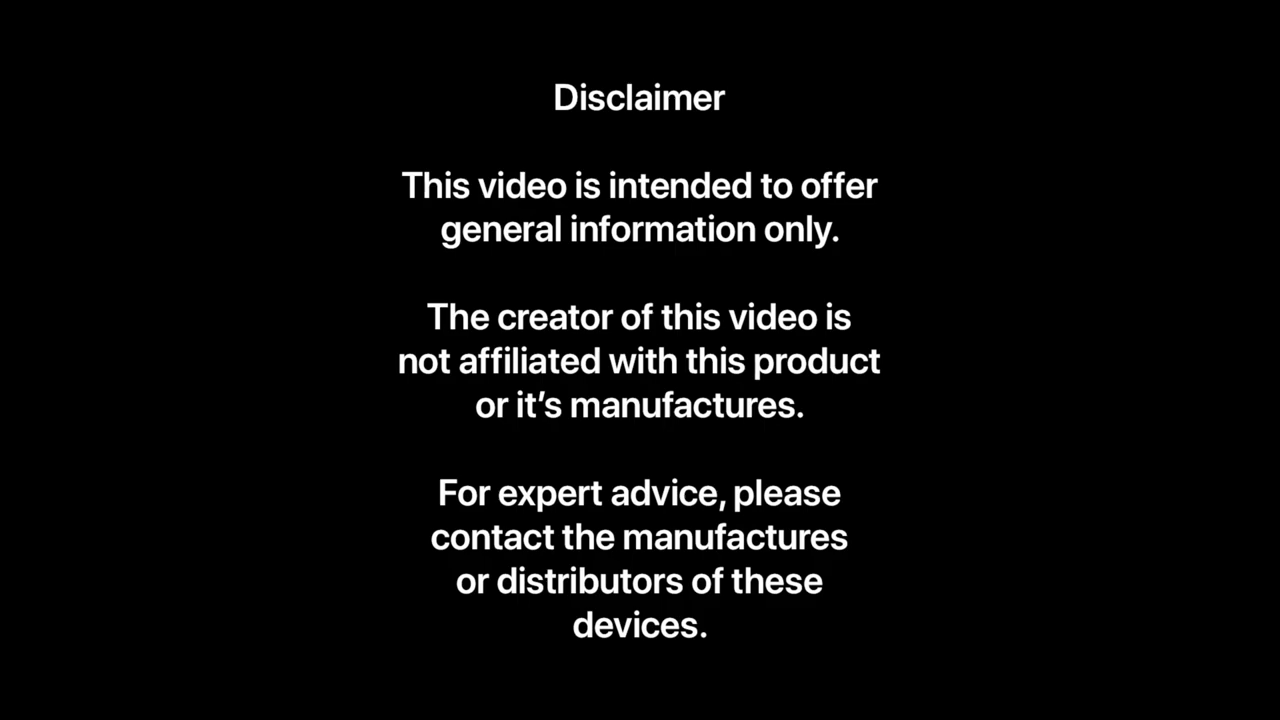 Disclaimer
This video is intended to offer
general information only.
The creator of this video is
not affiliated with this product
or it’s manufactures.
For expert advice, please
contact the manufactures
or distributors of these
devices.